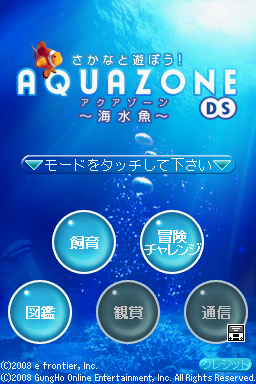 さかなと遊ぼう!
AQUAZONE
アクアゾーン
DS
~海水魚~
モードをタッチして下さい
飼育
冒険
チャレンジ
図鑑
観賞
通信
クレジット
(C)2008 e frontier, Inc.
(C)2008 GungHo Online Entertainment, Inc. All Rights Reserved.